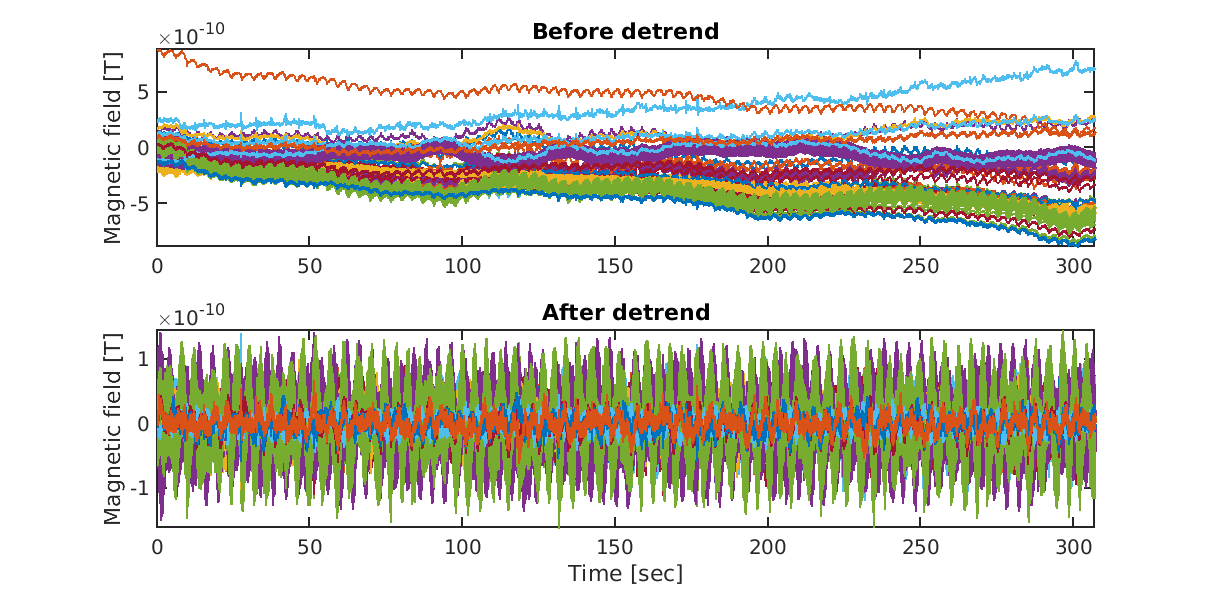 Before detrend
×10^-10
Magnetic field [T]
5
0
-5
0 50 100 150 200 250 300
After detrend
×10^-10
Magnetic field [T]
1
0
-1
0 50 100 150 200 250 300
Time [sec]